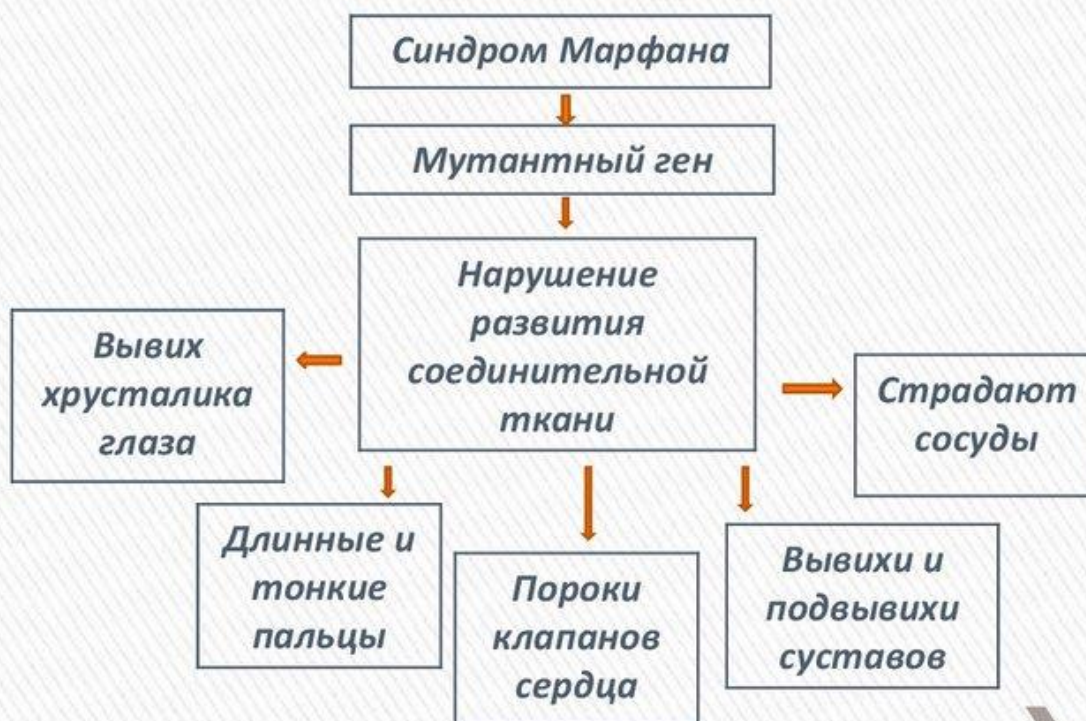 Синдром Марфана
Мутантный ген
Нарушение
развития
соединительной
ткани
Вывих
хрусталика
глаза
Страдают
сосуды
Длинные и
тонкие
пальцы
Пороки
клапанов
сердца
Вывихи и
подвывихи
суставов